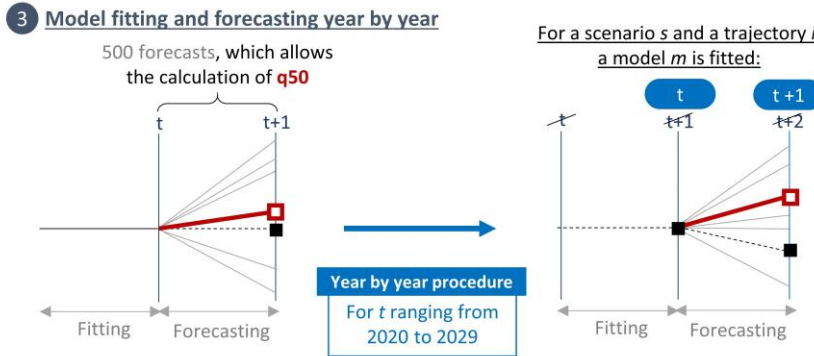 3 Model fitting and forecasting year by year
500 forecasts, which allows
the calculation of q50
t
t+1
Fitting
Forecasting
Year by year procedure
For t ranging from
2020 to 2029
For a scenario s and a trajectory i
a model m is fitted:
t
t +1
t
t+1
t+2
Fitting
Forecasting